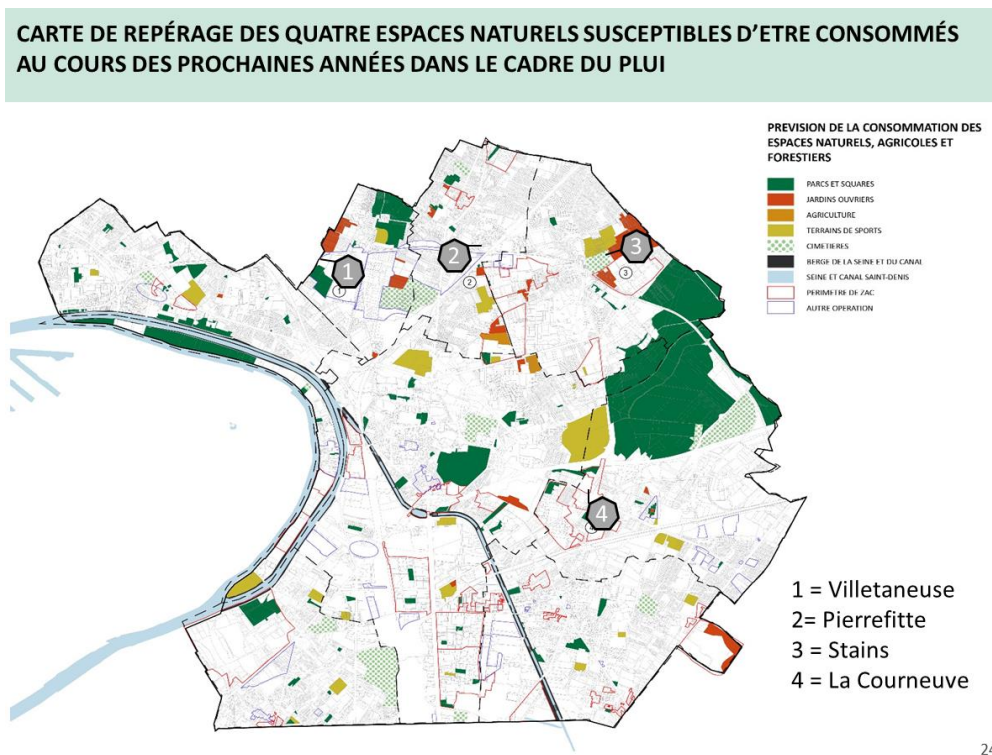 CARTE DE REPÉRAGE DES QUATRE ESPACES NATURELS SUSCEPTIBLES D’ETRE CONSOMMÉS
AU COURS DES PROCHAINES ANNÉES DANS LE CADRE DU PLUI
PREVISION DE LA CONSOMMATION DES
ESPACES NATURELS, AGRICOLES ET
FORESTIERS
PARCS ET SQUARES
JARDINS OUVRIERS
AGRICULTURE
TERRAINS DE SPORTS
CIMETIERES
BERGE DE LA SEINE ET DU CANAL
SEINE ET CANAL SAINT-DENIS
PERIMETRE DE ZAC
AUTRE OPERATION
1
2
3
2
3
4
1 = Villetaneuse
2= Pierrefitte
3 = Stains
4 = La Courneuve
24